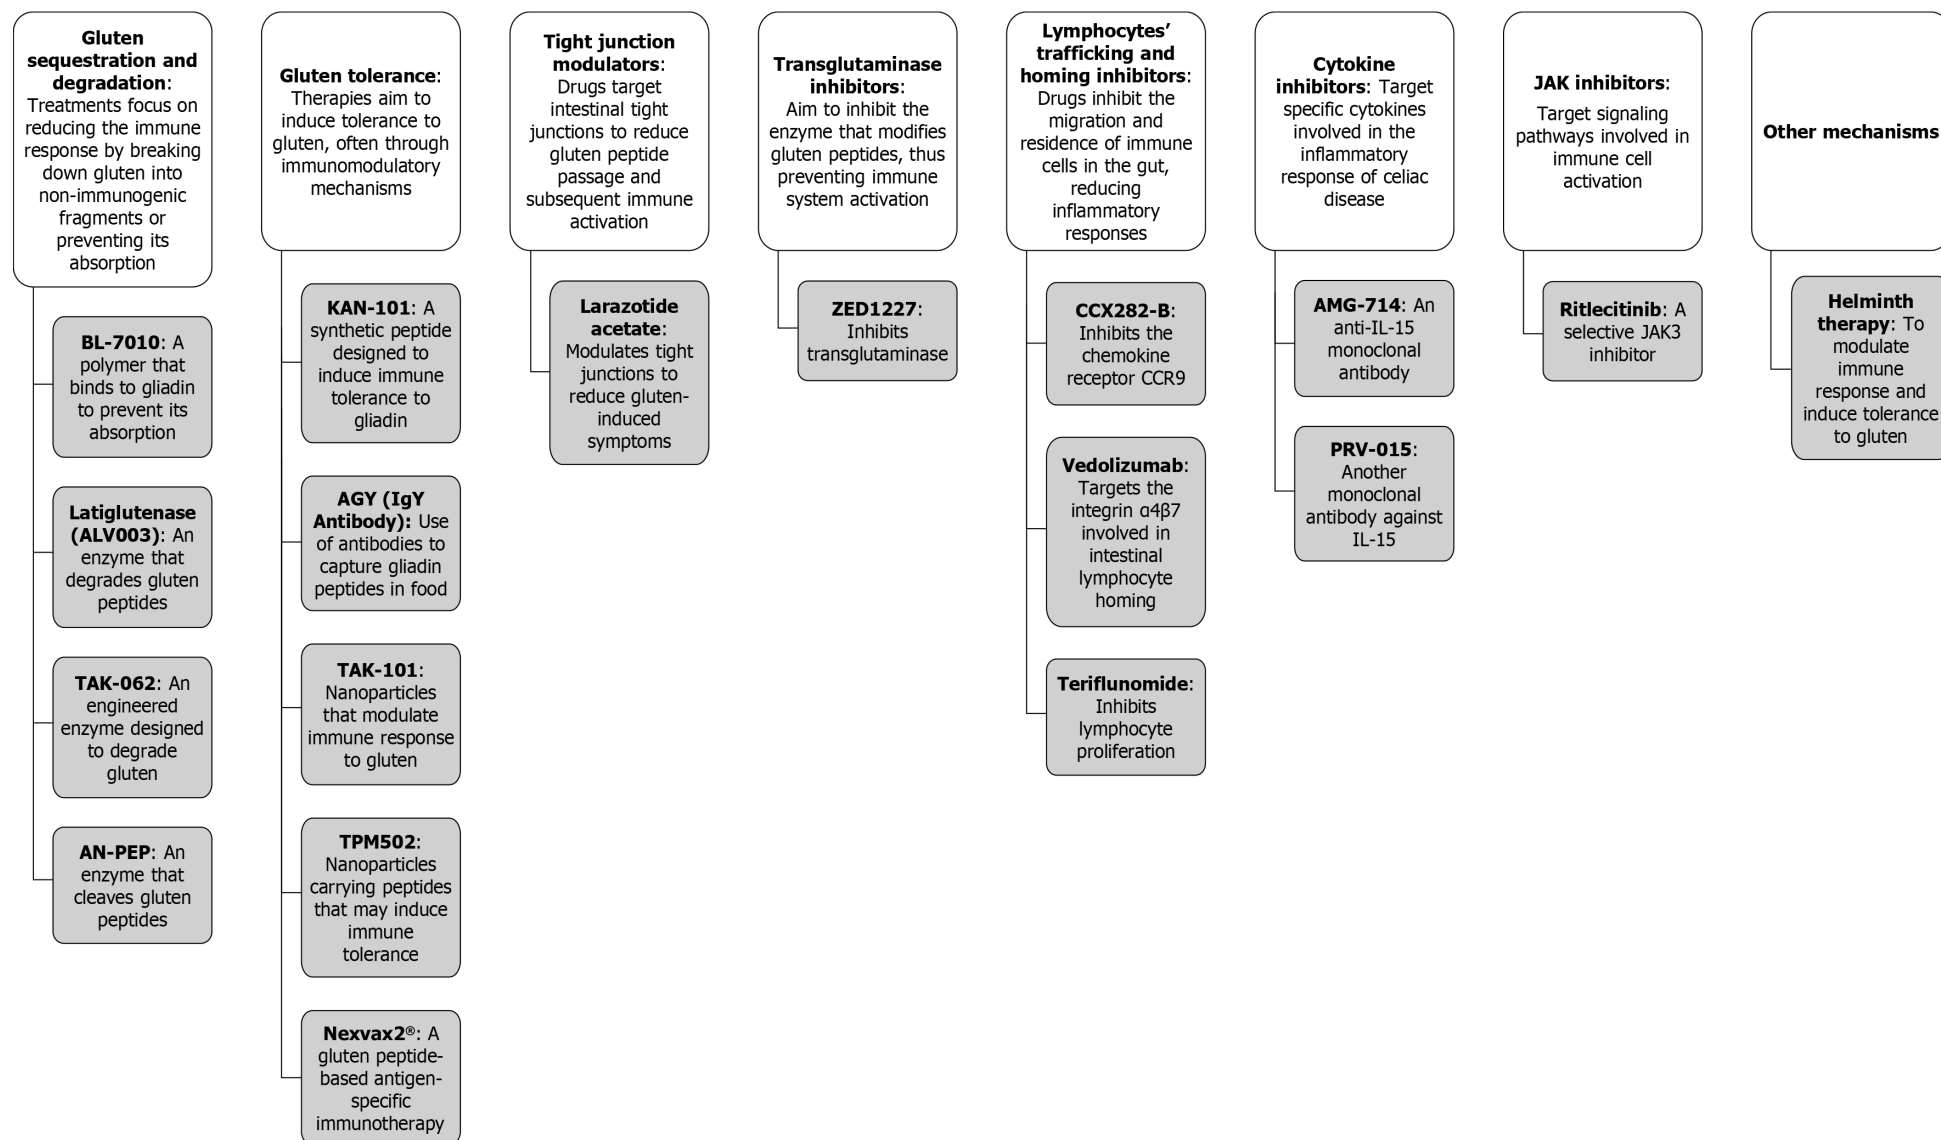 Gluten
sequestration and
degradation:
Treatments focus on
reducing the immune
response by breaking
down gluten into
non-immunogenic
fragments or
preventing its
absorption
BL-7010: A
polymer that
binds to gliadin
to prevent its
absorption
Latiglutenase
(ALV003): An
enzyme that
degrades gluten
peptides
TAK-062: An
engineered
enzyme designed
to degrade
gluten
AN-PEP: An
enzyme that
cleaves gluten
peptides
Gluten tolerance:
Therapies aim to
induce tolerance to
gluten, often through
immunomodulatory
mechanisms
KAN-101: A
synthetic peptide
designed to
induce immune
tolerance to
gliadin
AGY (IgY
Antibody): Use
of antibodies to
capture gliadin
peptides in food
TAK-101:
Nanoparticles
that modulate
immune response
to gluten
TPM502:
Nanoparticles
carrying peptides
that may induce
immune
tolerance
Nexvax2®: A
gluten peptide-
based antigen-
specific
immunotherapy
Tight junction
modulators:
Drugs target
intestinal tight
junctions to reduce
gluten peptide
passage and
subsequent immune
activation
Larazotide
acetate:
Modulates tight
junctions to
reduce gluten-
induced
symptoms
Transglutaminase
inhibitors:
Aim to inhibit the
enzyme that modifies
gluten peptides, thus
preventing immune
system activation
ZED1227:
Inhibits
transglutaminase
Lymphocytes’
trafficking and
homing inhibitors:
Drugs inhibit the
migration and
residence of immune
cells in the gut,
reducing
inflammatory
responses
CCX282-B:
Inhibits the
chemokine
receptor CCR9
Vedolizumab:
Targets the
integrin α4β7
involved in
intestinal
lymphocyte
homing
Teriflunomide:
Inhibits
lymphocyte
proliferation
Cytokine
inhibitors: Target
specific cytokines
involved in the
inflammatory
response of celiac
disease
AMG-714: An
anti-IL-15
monoclonal
antibody
PRV-015:
Another
monoclonal
antibody against
IL-15
JAK inhibitors:
Target signaling
pathways involved in
immune cell
activation
Ritlecitinib: A
selective JAK3
inhibitor
Other mechanisms
Helminth
therapy: To
modulate
immune
response and
induce tolerance
to gluten